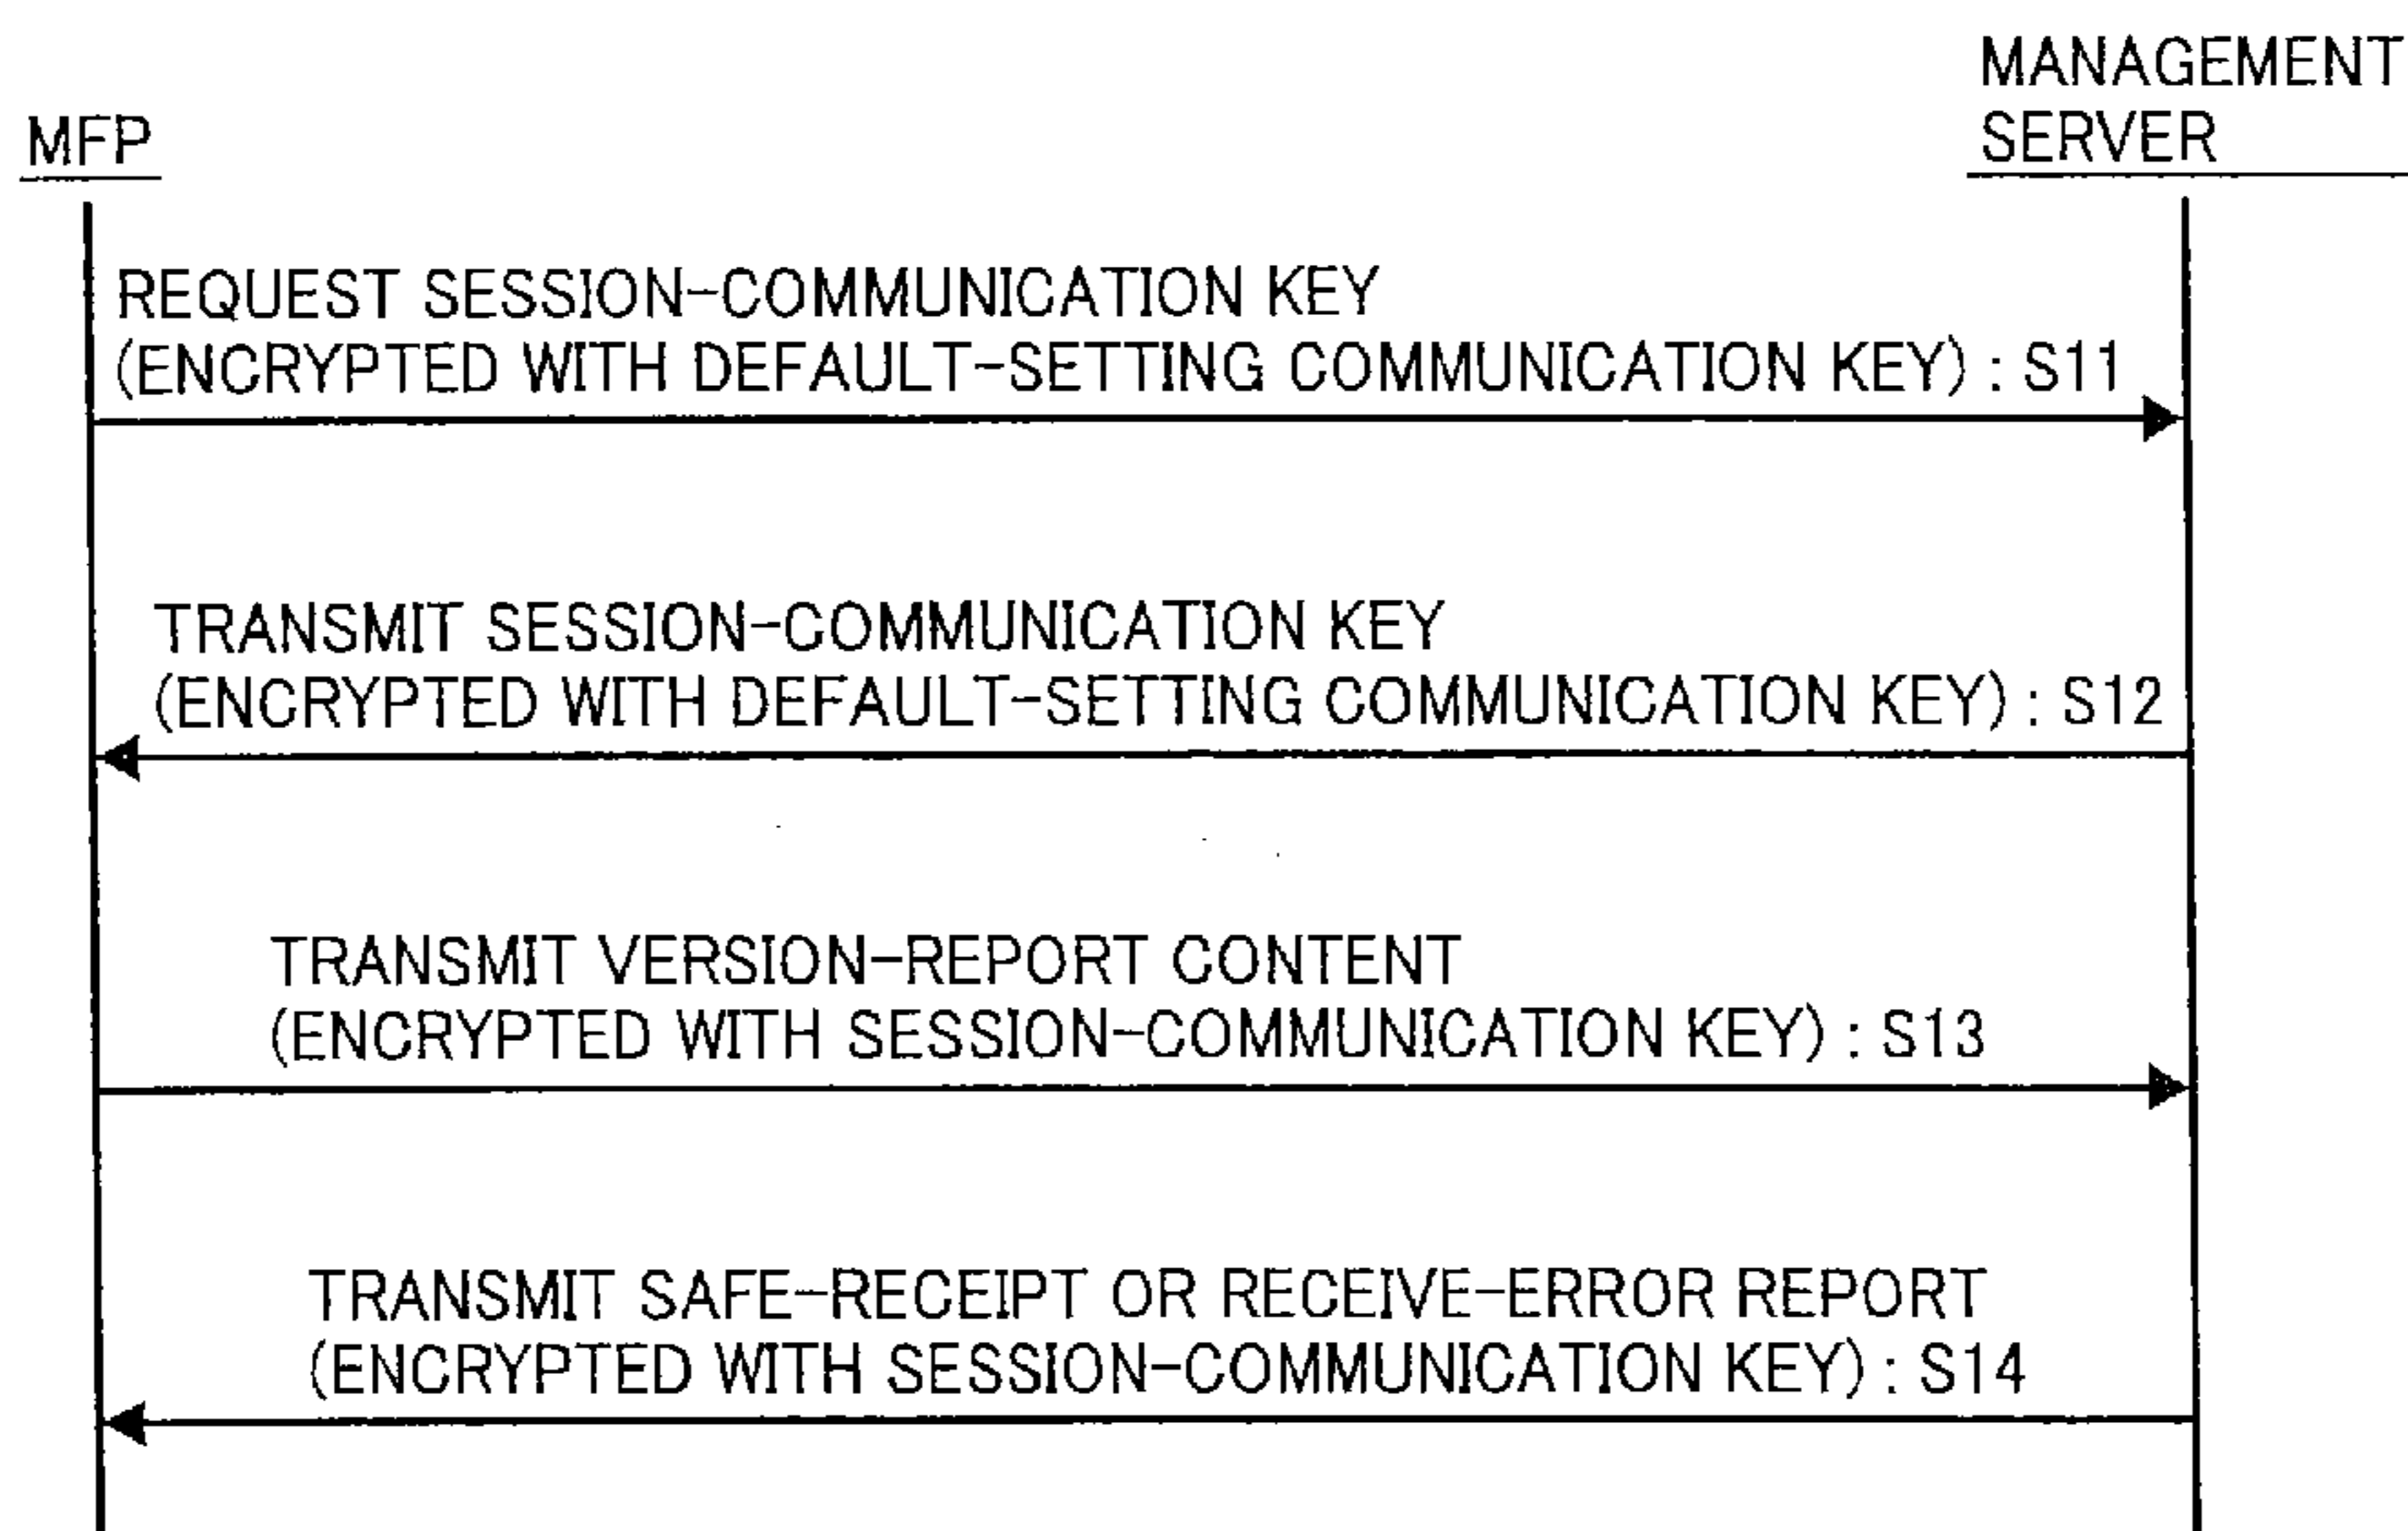 MFP
MANAGEMENT
SERVER
REQUEST SESSION-COMMUNICATION KEY
(ENCRYPTED WITH DEFAULT-SETTING COMMUNICATION KEY) : S11
TRANSMIT SESSION-COMMUNICATION KEY
(ENCRYPTED WITH DEFAULT-SETTING COMMUNICATION KEY) : S12
TRANSMIT VERSION-REPORT CONTENT
(ENCRYPTED WITH SESSION-COMMUNICATION KEY) : S13
TRANSMIT SAFE-RECEIPT OR RECEIVE-ERROR REPORT
(ENCRYPTED WITH SESSION-COMMUNICATION KEY) : S14